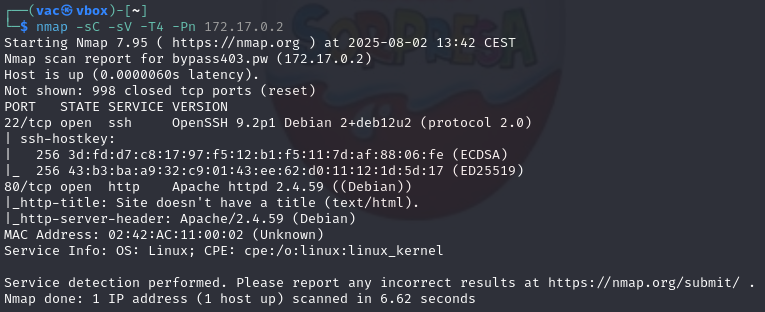 ┌──(vac㉿vbox)-[~]
└─$ nmap -sC -sV -T4 -Pn 172.17.0.2
Starting Nmap 7.95 ( https://nmap.org ) at 2025-08-02 13:42 CEST
Nmap scan report for bypass403.pw (172.17.0.2)
Host is up (0.0000060s latency).
Not shown: 998 closed tcp ports (reset)
PORT   STATE SERVICE VERSION
22/tcp open  ssh     OpenSSH 9.2p1 Debian 2+deb12u2 (protocol 2.0)
| ssh-hostkey:
|   256 3d:fd:d7:c8:17:97:f5:12:b1:f5:11:7d:af:88:06:fe (ECDSA)
|_  256 43:b3:ba:a9:32:c9:01:43:ee:62:d0:11:12:1d:5d:17 (ED25519)
80/tcp open  http    Apache httpd 2.4.59 ((Debian))
|_http-title: Site doesn't have a title (text/html).
|_http-server-header: Apache/2.4.59 (Debian)
MAC Address: 02:42:AC:11:00:02 (Unknown)
Service Info: OS: Linux; CPE: cpe:/o:linux:linux_kernel

Service detection performed. Please report any incorrect results at https://nmap.org/submit/ .
Nmap done: 1 IP address (1 host up) scanned in 6.62 seconds
SORPRESA